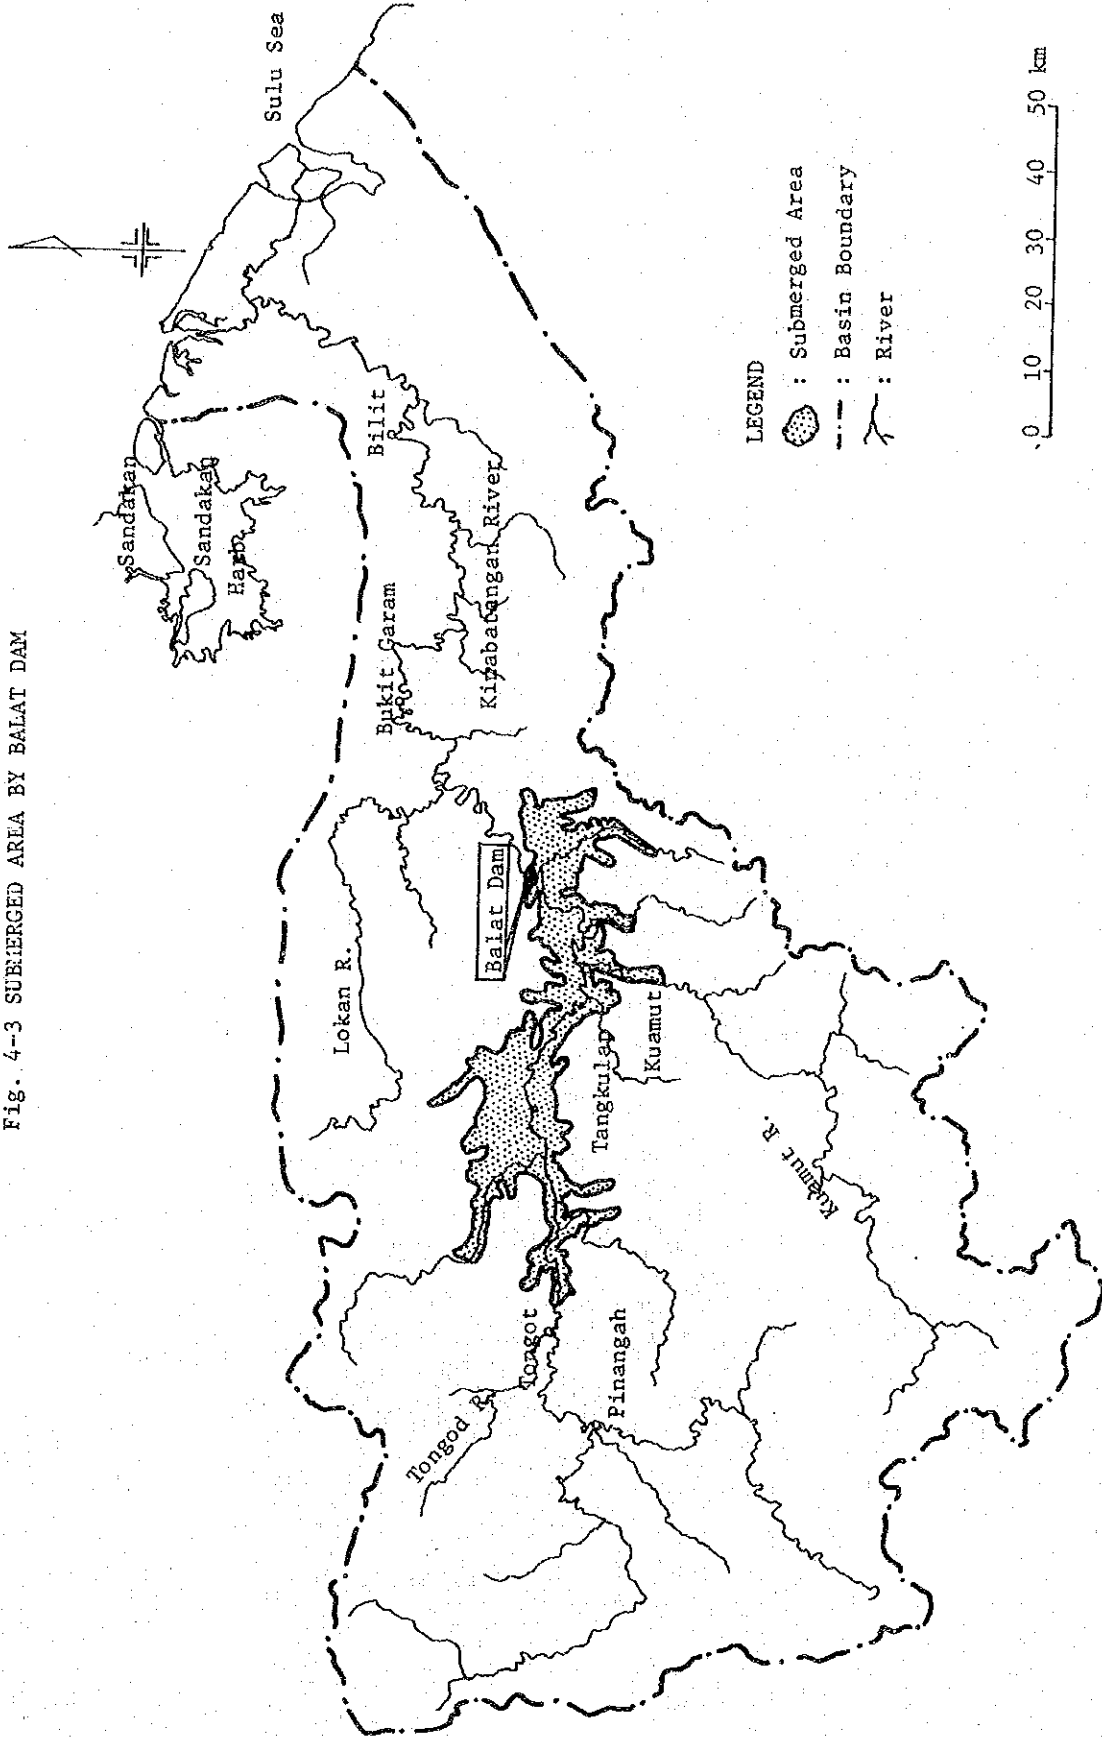 Fig. 4-3 SUBMERGED AREA BY BALAT DAM
Sulu Sea
Sandakan
Sandakan
Harb.
Bilit
Bukit Garam
Kinabatangan River
Lokan R.
Balat Dam
Tangkulap
Kuamut
Kuamut R.
Tongot
Tongod R.
Pinangah
LEGEND
: Submerged Area
: Basin Boundary
: River
0 10 20 30 40 50 km